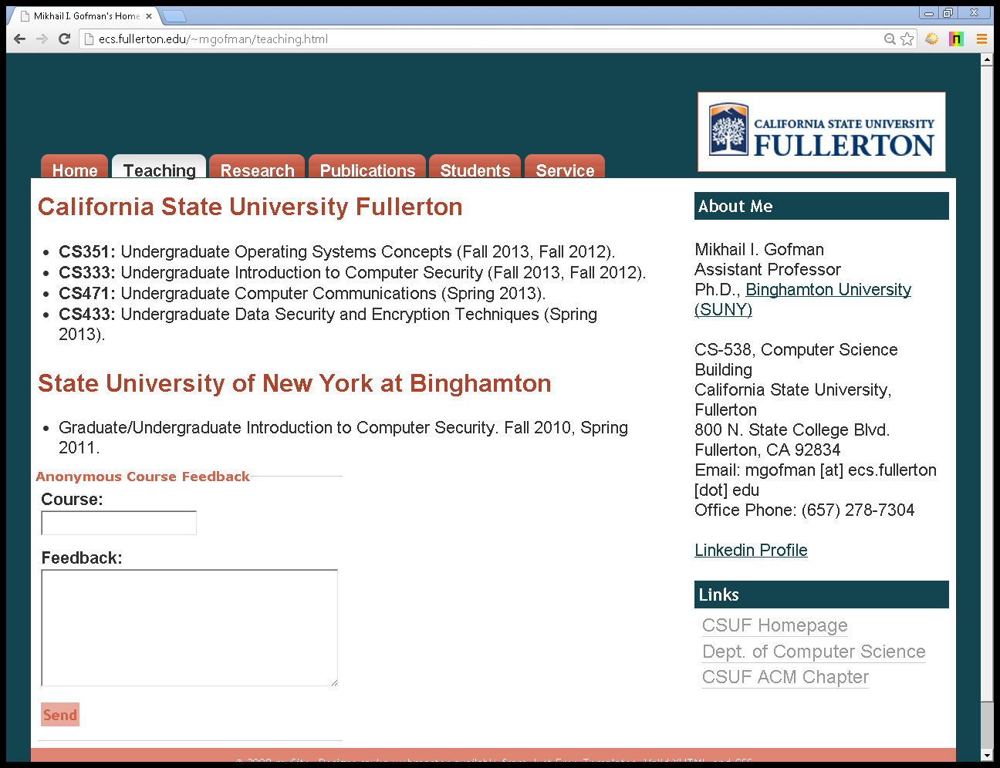 Mikhail I. Gofman's Home
ecs.fullerton.edu/~mgofman/teaching.html
CALIFORNIA STATE UNIVERSITY
FULLERTON
Home Teaching Research Publications Students Service
California State University Fullerton
• CS351: Undergraduate Operating Systems Concepts (Fall 2013, Fall 2012).
• CS333: Undergraduate Introduction to Computer Security (Fall 2013, Fall 2012).
• CS471: Undergraduate Computer Communications (Spring 2013).
• CS433: Undergraduate Data Security and Encryption Techniques (Spring
2013).
State University of New York at Binghamton
• Graduate/Undergraduate Introduction to Computer Security. Fall 2010, Spring
2011.
Anonymous Course Feedback
Course:
Feedback:
Send
About Me
Mikhail I. Gofman
Assistant Professor
Ph.D., Binghamton University
(SUNY)
CS-538, Computer Science
Building
California State University,
Fullerton
800 N. State College Blvd.
Fullerton, CA 92834
Email: mgofman [at] ecs.fullerton
[dot] edu
Office Phone: (657) 278-7304
Linkedin Profile
Links
CSUF Homepage
Dept. of Computer Science
CSUF ACM Chapter